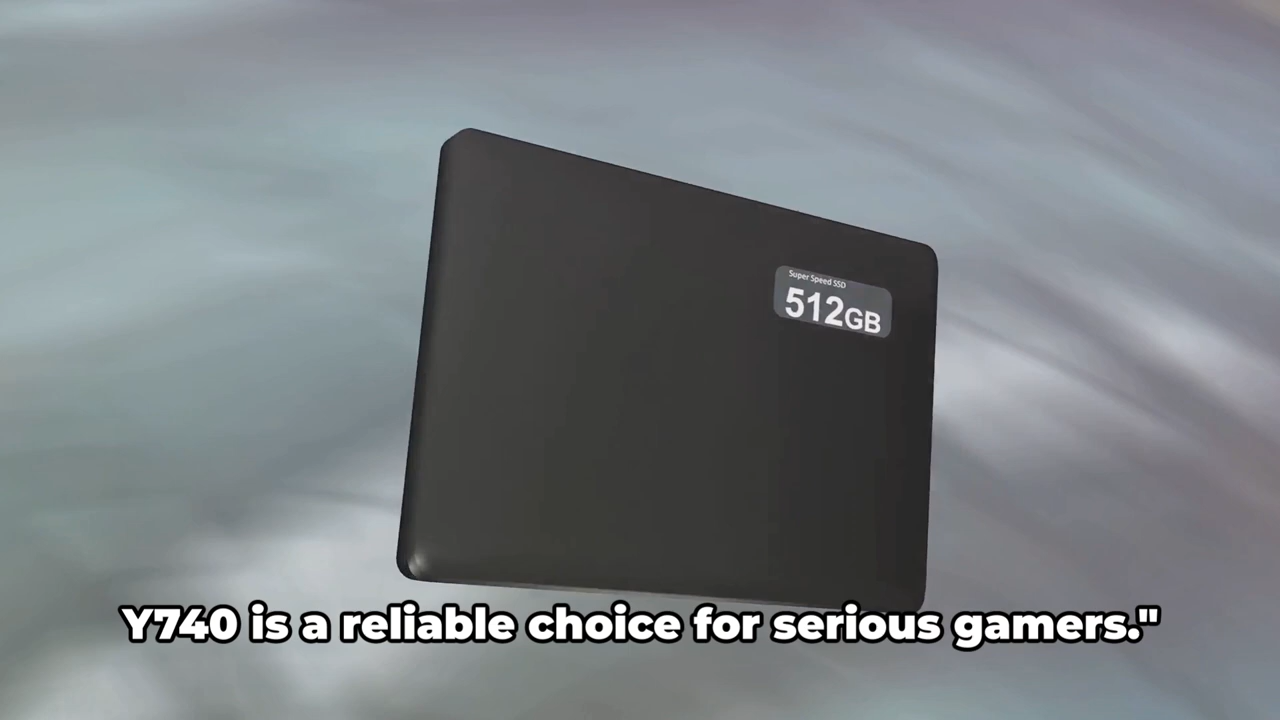 Super Speed SSD
512GB
Y740 is a reliable choice for serious gamers."